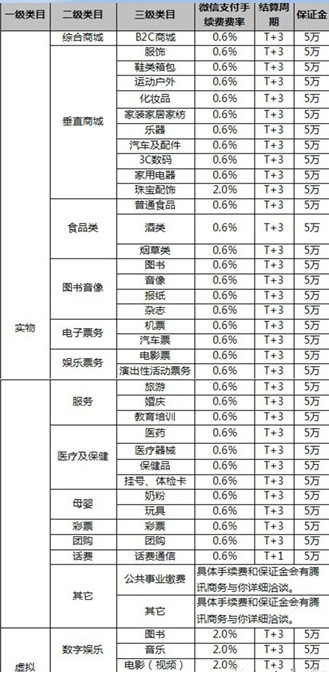 一级类目 二级类目 三级类目 微信支付手续费费率 结算周期 保证金
实物 综合商城 B2C商城 0.6% T+3 5万
垂直商城 服饰 0.6% T+3 5万
鞋类箱包 0.6% T+3 5万
运动户外 0.6% T+3 5万
化妆品 0.6% T+3 5万
家装家居家纺 0.6% T+3 5万
乐器 0.6% T+3 5万
汽车及配件 0.6% T+3 5万
3C数码 0.6% T+3 5万
家用电器 0.6% T+3 5万
珠宝配饰 2.0% T+3 5万
食品类 普通食品 0.6% T+3 5万
酒类 0.6% T+3 5万
烟草类 0.6% T+3 5万
图书音像 图书 0.6% T+3 5万
音像 0.6% T+3 5万
报纸 0.6% T+3 5万
杂志 0.6% T+3 5万
电子票务 机票 0.6% T+3 5万
汽车票 0.6% T+3 5万
娱乐票务 电影票 0.6% T+3 5万
演出性活动票务 0.6% T+3 5万
服务 旅游 0.6% T+3 5万
婚庆 0.6% T+3 5万
教育培训 0.6% T+3 5万
医疗及保健 医药 0.6% T+3 5万
医疗器械 0.6% T+3 5万
保健品 0.6% T+3 5万
挂号、体检卡 0.6% T+3 5万
母婴 奶粉 0.6% T+3 5万
玩具 0.6% T+3 5万
彩票 彩票 0.6% T+3 5万
团购 团购 0.6% T+3 5万
话费 话费通信 0.6% T+1 5万
其它 公共事业缴费 具体手续费和保证金会有腾
讯商务与你详细洽谈。
其它 具体手续费和保证金会有腾
讯商务与你详细洽谈。
虚拟 数字娱乐 图书 2.0% T+3 5万
音乐 2.0% T+3 5万
电影（视频） 2.0% T+3 5万